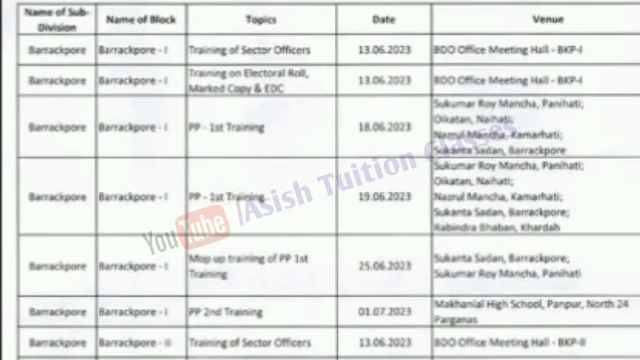 Name of Sub-Division Name of Block Topics Date Venue
Barrackpore Barrackpore - I Training of Sector Officers 13.06.2023 BDO Office Meeting Hall - BKP-I
Barrackpore Barrackpore - I Training on Electoral Roll, Marked Copy & EDC 13.06.2023 BDO Office Meeting Hall - BKP-I
Barrackpore Barrackpore - I PP - 1st Training 18.06.2023 Sukumar Roy Mancha, Panihati;
Oikatan, Naihati;
Nazrul Mancha, Kamarhati;
Sukanta Sadan, Barrackpore
Barrackpore Barrackpore - I PP - 1st Training 19.06.2023 Sukumar Roy Mancha, Panihati;
Oikatan, Naihati;
Nazrul Mancha, Kamarhati;
Sukanta Sadan, Barrackpore;
Rabindra Bhaban, Khardah
Barrackpore Barrackpore - I Mop up training of PP 1st Training 25.06.2023 Sukanta Sadan, Barrackpore;
Sukumar Roy Mancha, Panihati
Barrackpore Barrackpore - I PP 2nd Training 01.07.2023 Makhanlal High School, Panpur, North 24 Parganas
Barrackpore Barrackpore - II Training of Sector Officers 13.06.2023 BDO Office Meeting Hall - BKP-II
YouTube /Asish Tuition Classes